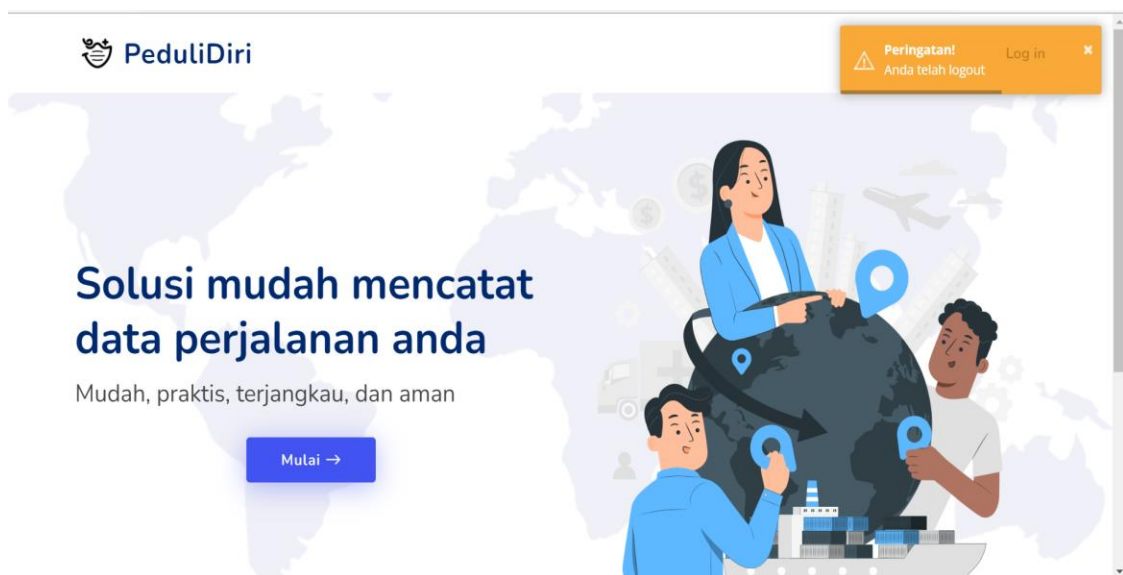 PeduliDiri
Peringatan!
Anda telah logout
Log in
×
Solusi mudah mencatat
data perjalanan anda
Mudah, praktis, terjangkau, dan aman
Mulai →
$
$